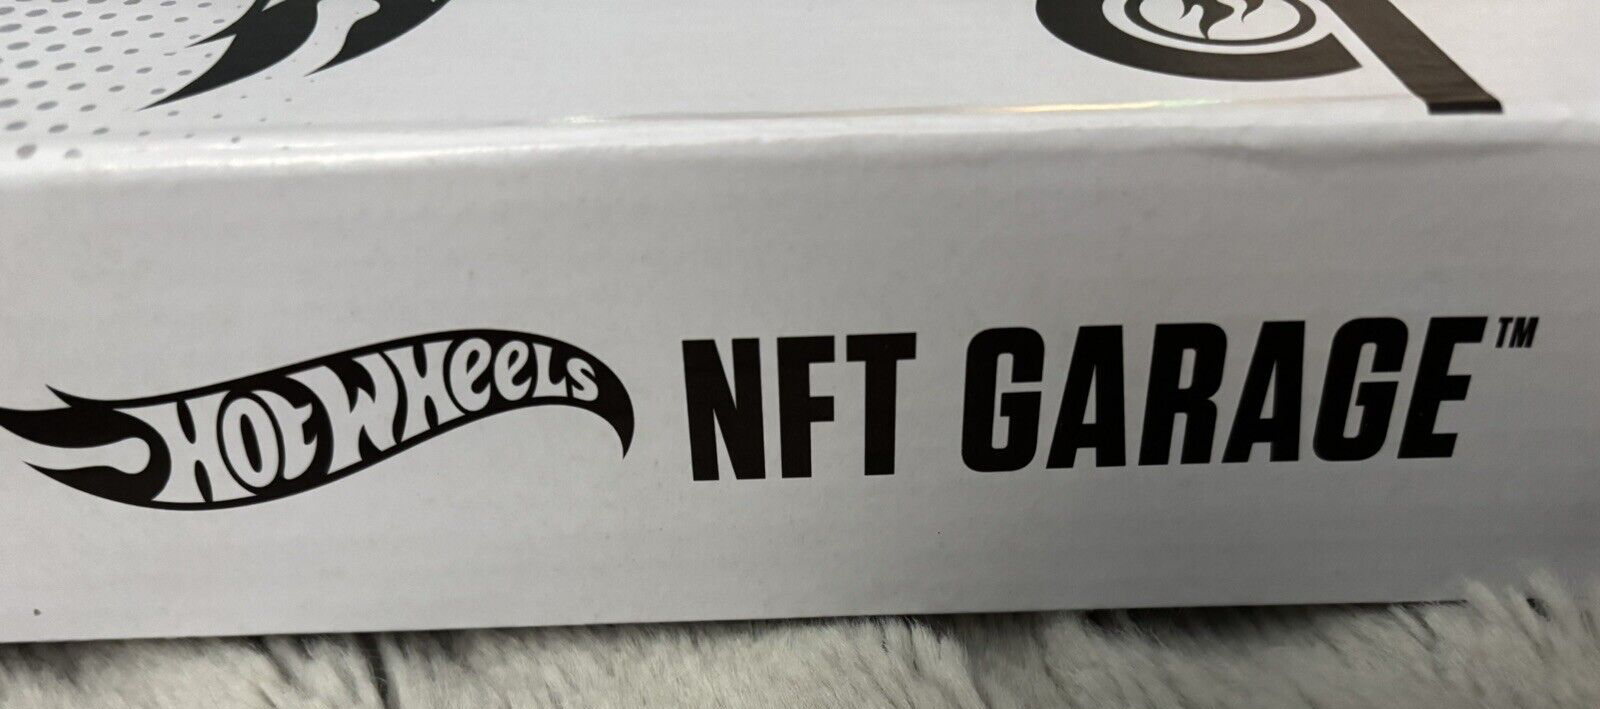 HOT WHEELS NFT GARAGE™